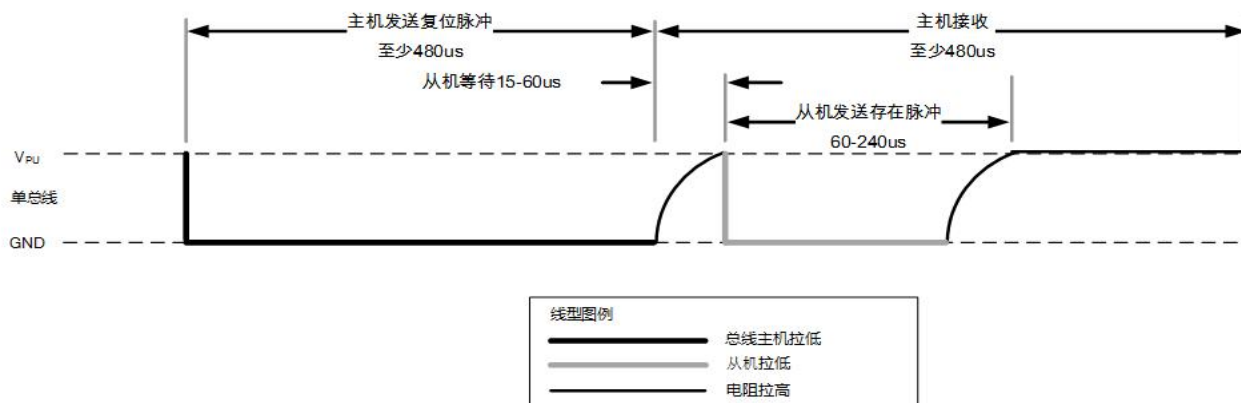 主机发送复位脉冲
至少480us
主机接收
至少480us
从机等待15-60us
从机发送存在脉冲
60-240us
VPU
单总线
GND
线型图例
总线主机拉低
从机拉低
电阻拉高